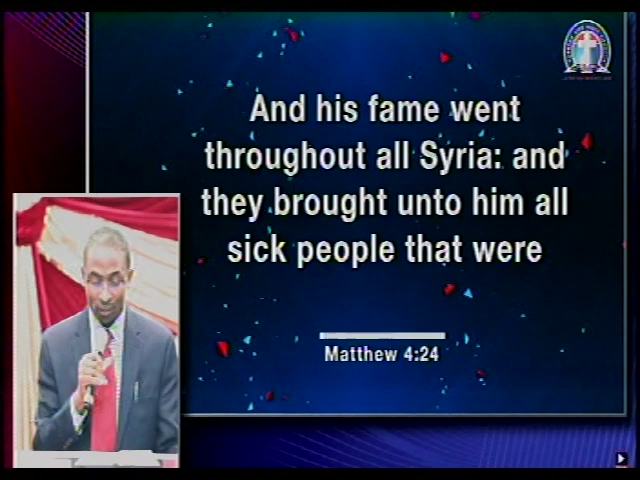 And his fame went
throughout all Syria: and
they brought unto him all
sick people that were
Matthew 4:24